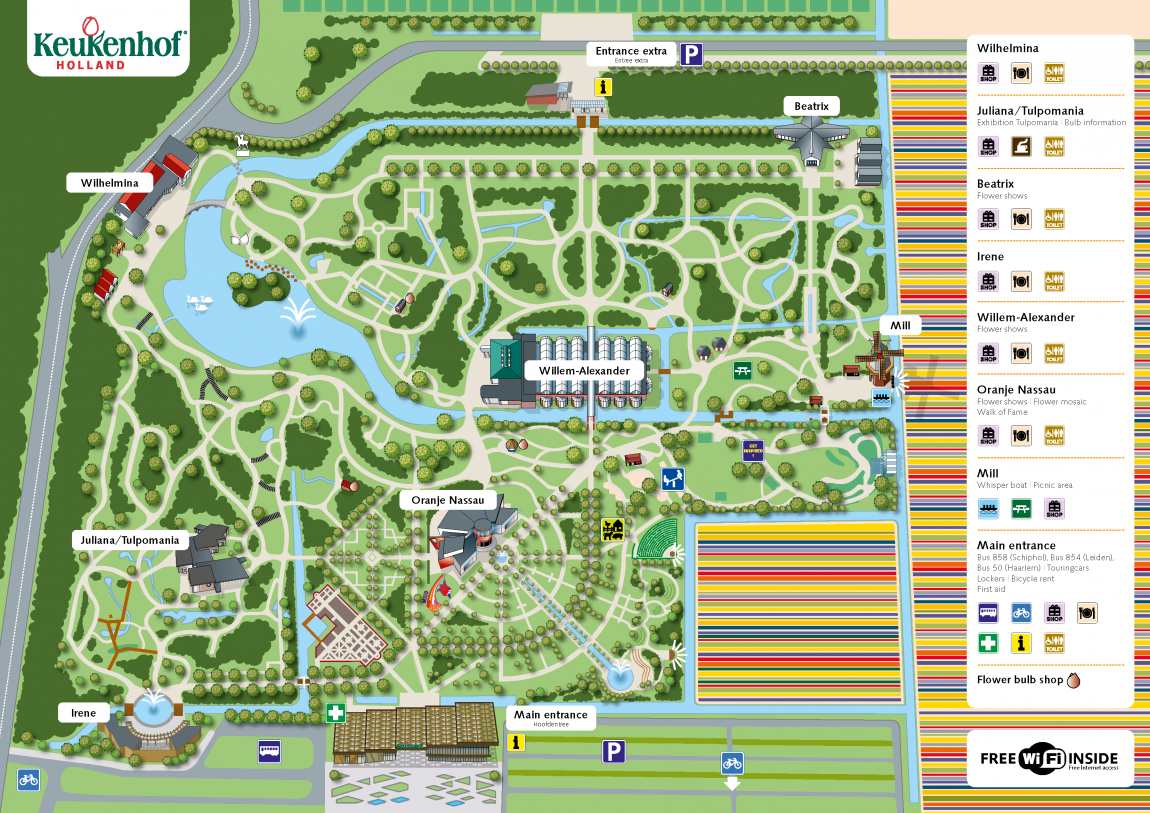 Keukenhof®
HOLLAND
Entrance extra
Entree extra
P
i
Beatrix
Wilhelmina
Mill
Willem-Alexander
GET
INSPIRED
!
Oranje Nassau
Juliana/Tulpomania
Irene
Main entrance
Hoofdentree
i
P
Wilhelmina
SHOP
TOILET
Juliana/Tulpomania
Exhibition Tulpomania | Bulb information
SHOP
TOILET
Beatrix
Flower shows
SHOP
TOILET
Irene
SHOP
TOILET
Willem-Alexander
Flower shows
SHOP
TOILET
Oranje Nassau
Flower shows | Flower mosaic
Walk of Fame
SHOP
TOILET
Mill
Whisper boat | Picnic area
SHOP
Main entrance
Bus 858 (Schiphol), Bus 854 (Leiden),
Bus 50 (Haarlem) | Touringcars
Lockers | Bicycle rent
First aid
SHOP
i
TOILET
Flower bulb shop
FREE WiFi INSIDE
Free Internet access